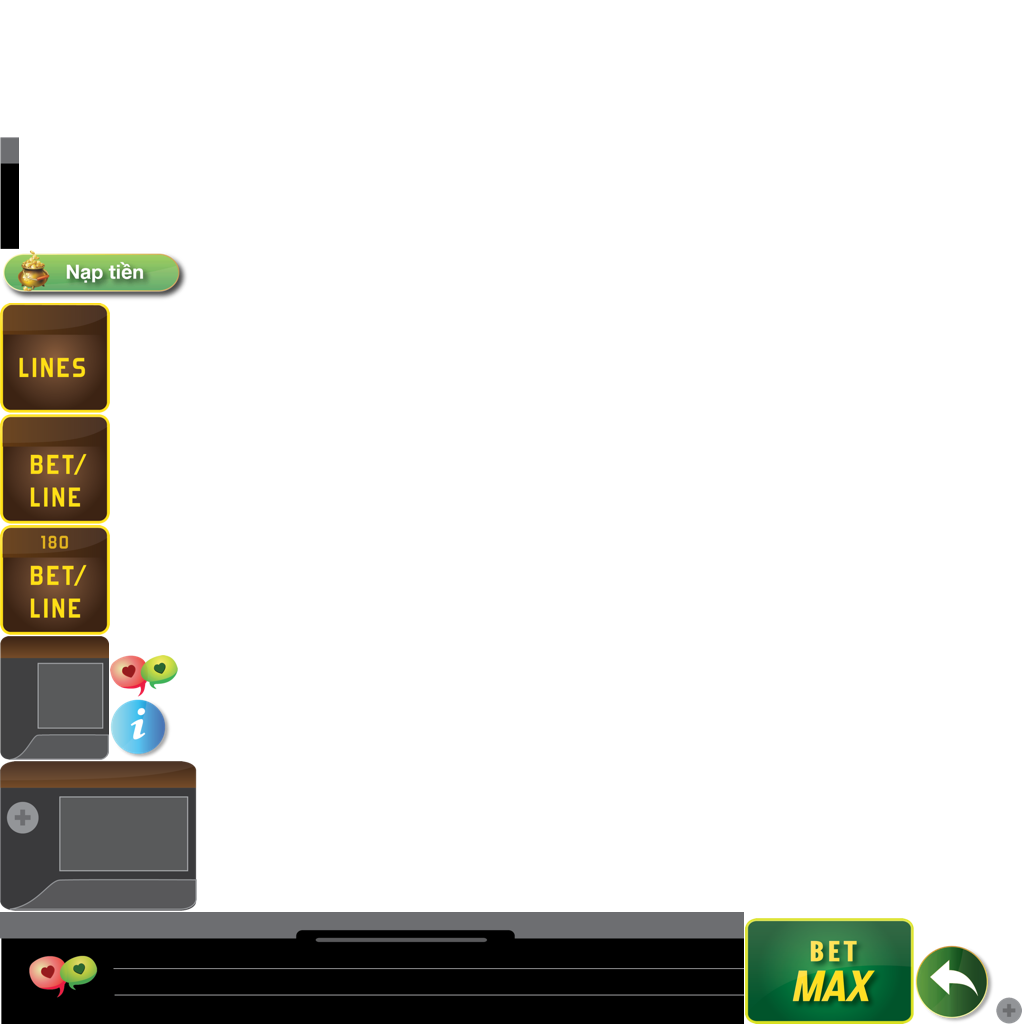 Nạp tiền
LINES
BET/
LINE
180
BET/
LINE
i
BET
MAX